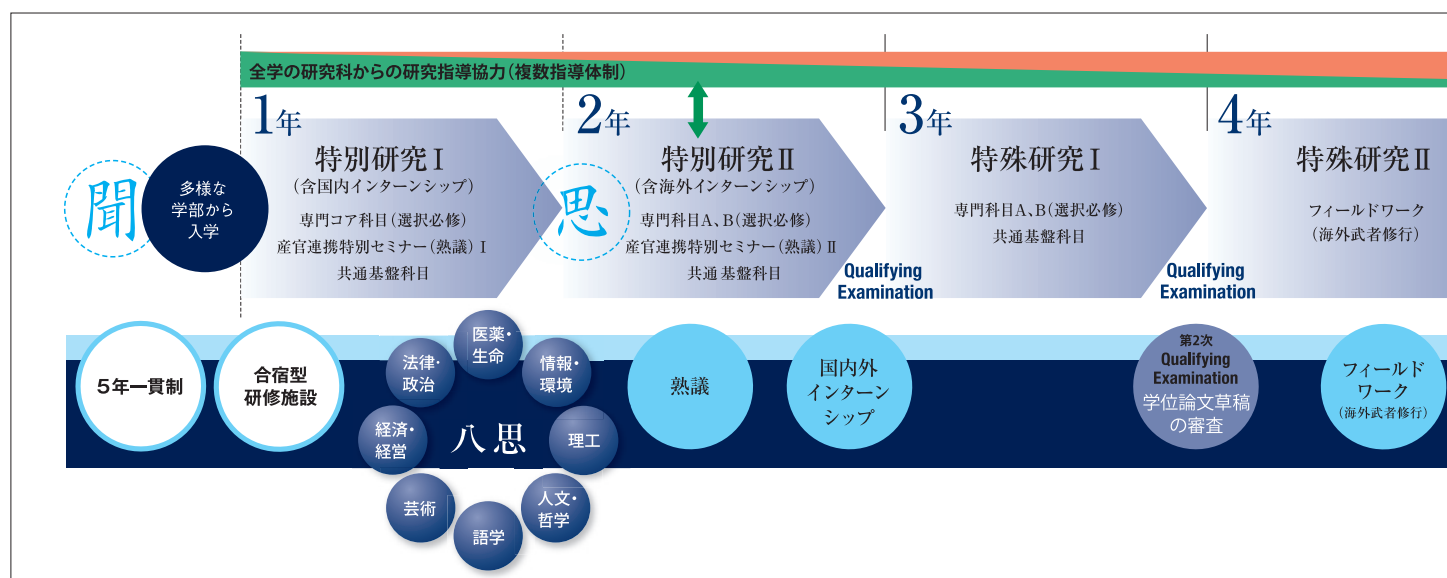 全学の研究科からの研究指導協力(複数指導体制)
聞
多様な
学部から
入学
1年
特別研究Ⅰ
(含国内インターンシップ)
専門コア科目(選択必修)
産官連携特別セミナー(熟議)Ⅰ
共通基盤科目
思
2年
特別研究Ⅱ
(含海外インターンシップ)
専門科目A、B(選択必修)
産官連携特別セミナー(熟議)Ⅱ
共通基盤科目
Qualifying
Examination
3年
特殊研究Ⅰ
専門科目A、B(選択必修)
共通基盤科目
Qualifying
Examination
4年
特殊研究Ⅱ
フィールドワーク
(海外武者修行)
5年一貫制
合宿型
研修施設
八思
医薬・
生命
情報・
環境
理工
人文・
哲学
語学
芸術
経済・
経営
法律・
政治
熟議
国内外
インターン
シップ
第2次
Qualifying
Examination
学位論文草稿
の審査
フィールド
ワーク
(海外武者修行)